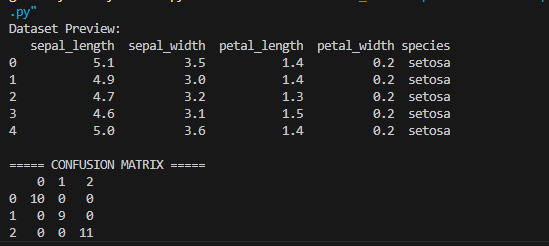 .py"
Dataset Preview:
   sepal_length  sepal_width  petal_length  petal_width species
0           5.1          3.5           1.4          0.2  setosa
1           4.9          3.0           1.4          0.2  setosa
2           4.7          3.2           1.3          0.2  setosa
3           4.6          3.1           1.5          0.2  setosa
4           5.0          3.6           1.4          0.2  setosa
===== CONFUSION MATRIX =====
    0  1   2
0  10  0   0
1   0  9   0
2   0  0  11